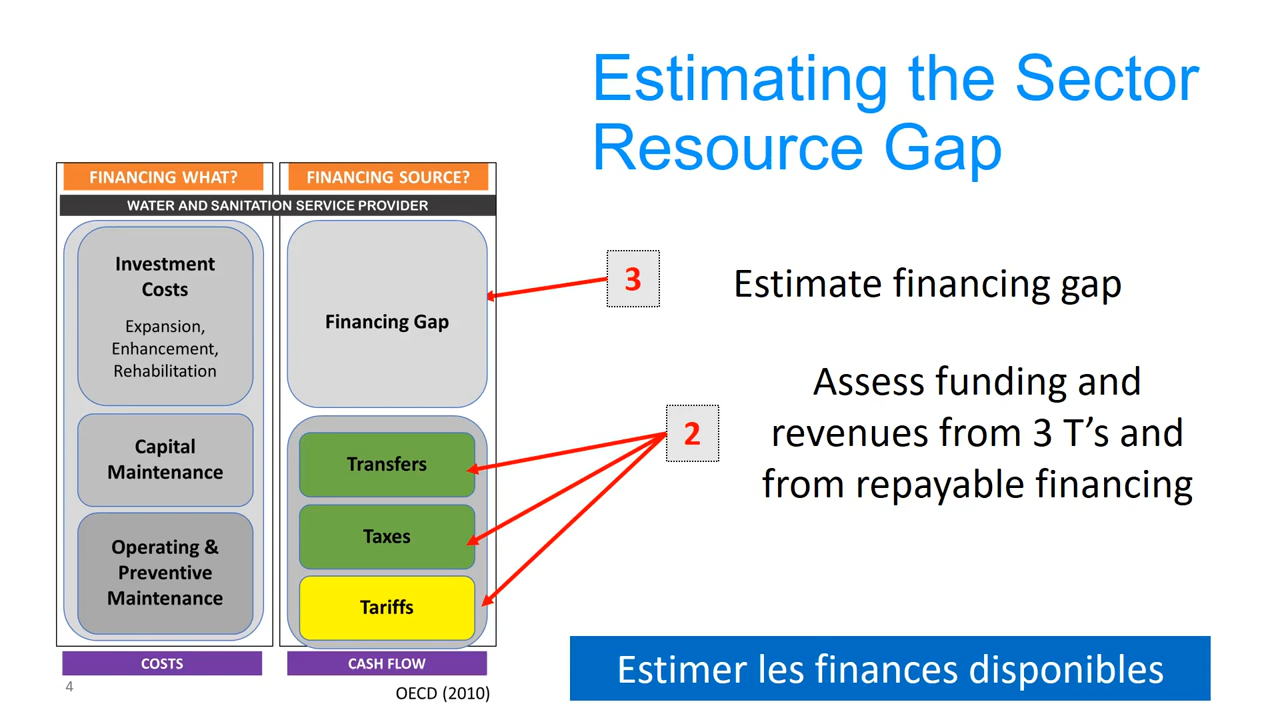 Estimating the Sector
Resource Gap
FINANCING WHAT?
FINANCING SOURCE?
WATER AND SANITATION SERVICE PROVIDER
Investment
Costs
Expansion,
Enhancement,
Rehabilitation
Capital
Maintenance
Operating &
Preventive
Maintenance
COSTS
Financing Gap
Transfers
Taxes
Tariffs
CASH FLOW
3
Estimate financing gap
2
Assess funding and
revenues from 3 T’s and
from repayable financing
Estimer les finances disponibles
4
OECD (2010)